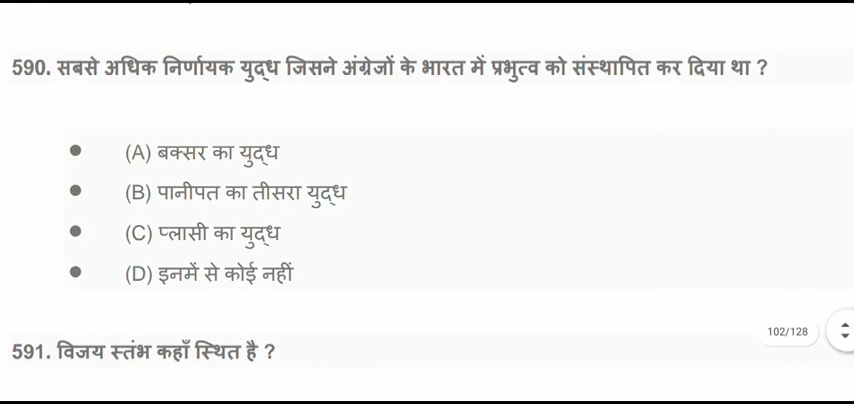 590. सबसे अधिक निर्णायक युद्ध जिसने अंग्रेजों के भारत में प्रभुत्व को संस्थापित कर दिया था ?
(A) बक्सर का युद्ध
(B) पानीपत का तीसरा युद्ध
(C) प्लासी का युद्ध
(D) इनमें से कोई नहीं
102/128
591. विजय स्तंभ कहाँ स्थित है ?